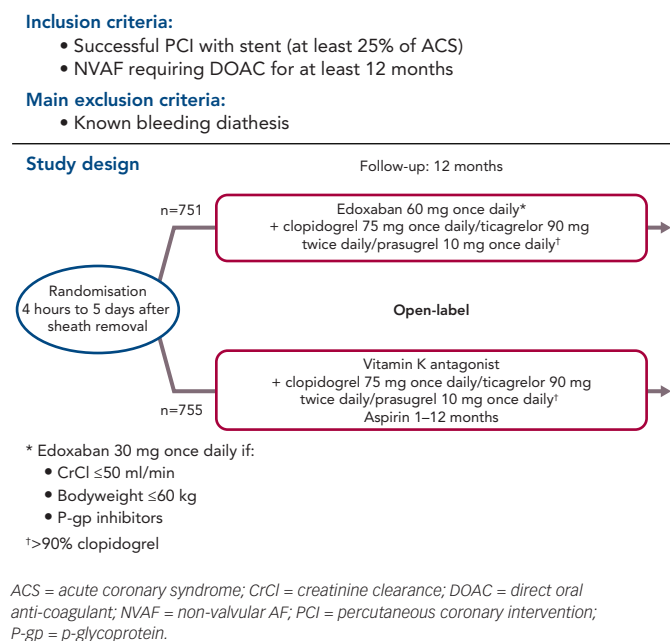 Inclusion criteria:
• Successful PCI with stent (at least 25% of ACS)
• NVAF requiring DOAC for at least 12 months
Main exclusion criteria:
• Known bleeding diathesis
Study design
Follow-up: 12 months
n=751
Edoxaban 60 mg once daily*
+ clopidogrel 75 mg once daily/ticagrelor 90 mg
twice daily/prasugrel 10 mg once daily†
Randomisation
4 hours to 5 days after
sheath removal
Open-label
Vitamin K antagonist
+ clopidogrel 75 mg once daily/ticagrelor 90 mg
twice daily/prasugrel 10 mg once daily†
Aspirin 1–12 months
n=755
* Edoxaban 30 mg once daily if:
• CrCl ≤50 ml/min
• Bodyweight ≤60 kg
• P-gp inhibitors
†>90% clopidogrel
ACS = acute coronary syndrome; CrCl = creatinine clearance; DOAC = direct oral
anti-coagulant; NVAF = non-valvular AF; PCI = percutaneous coronary intervention;
P-gp = p-glycoprotein.